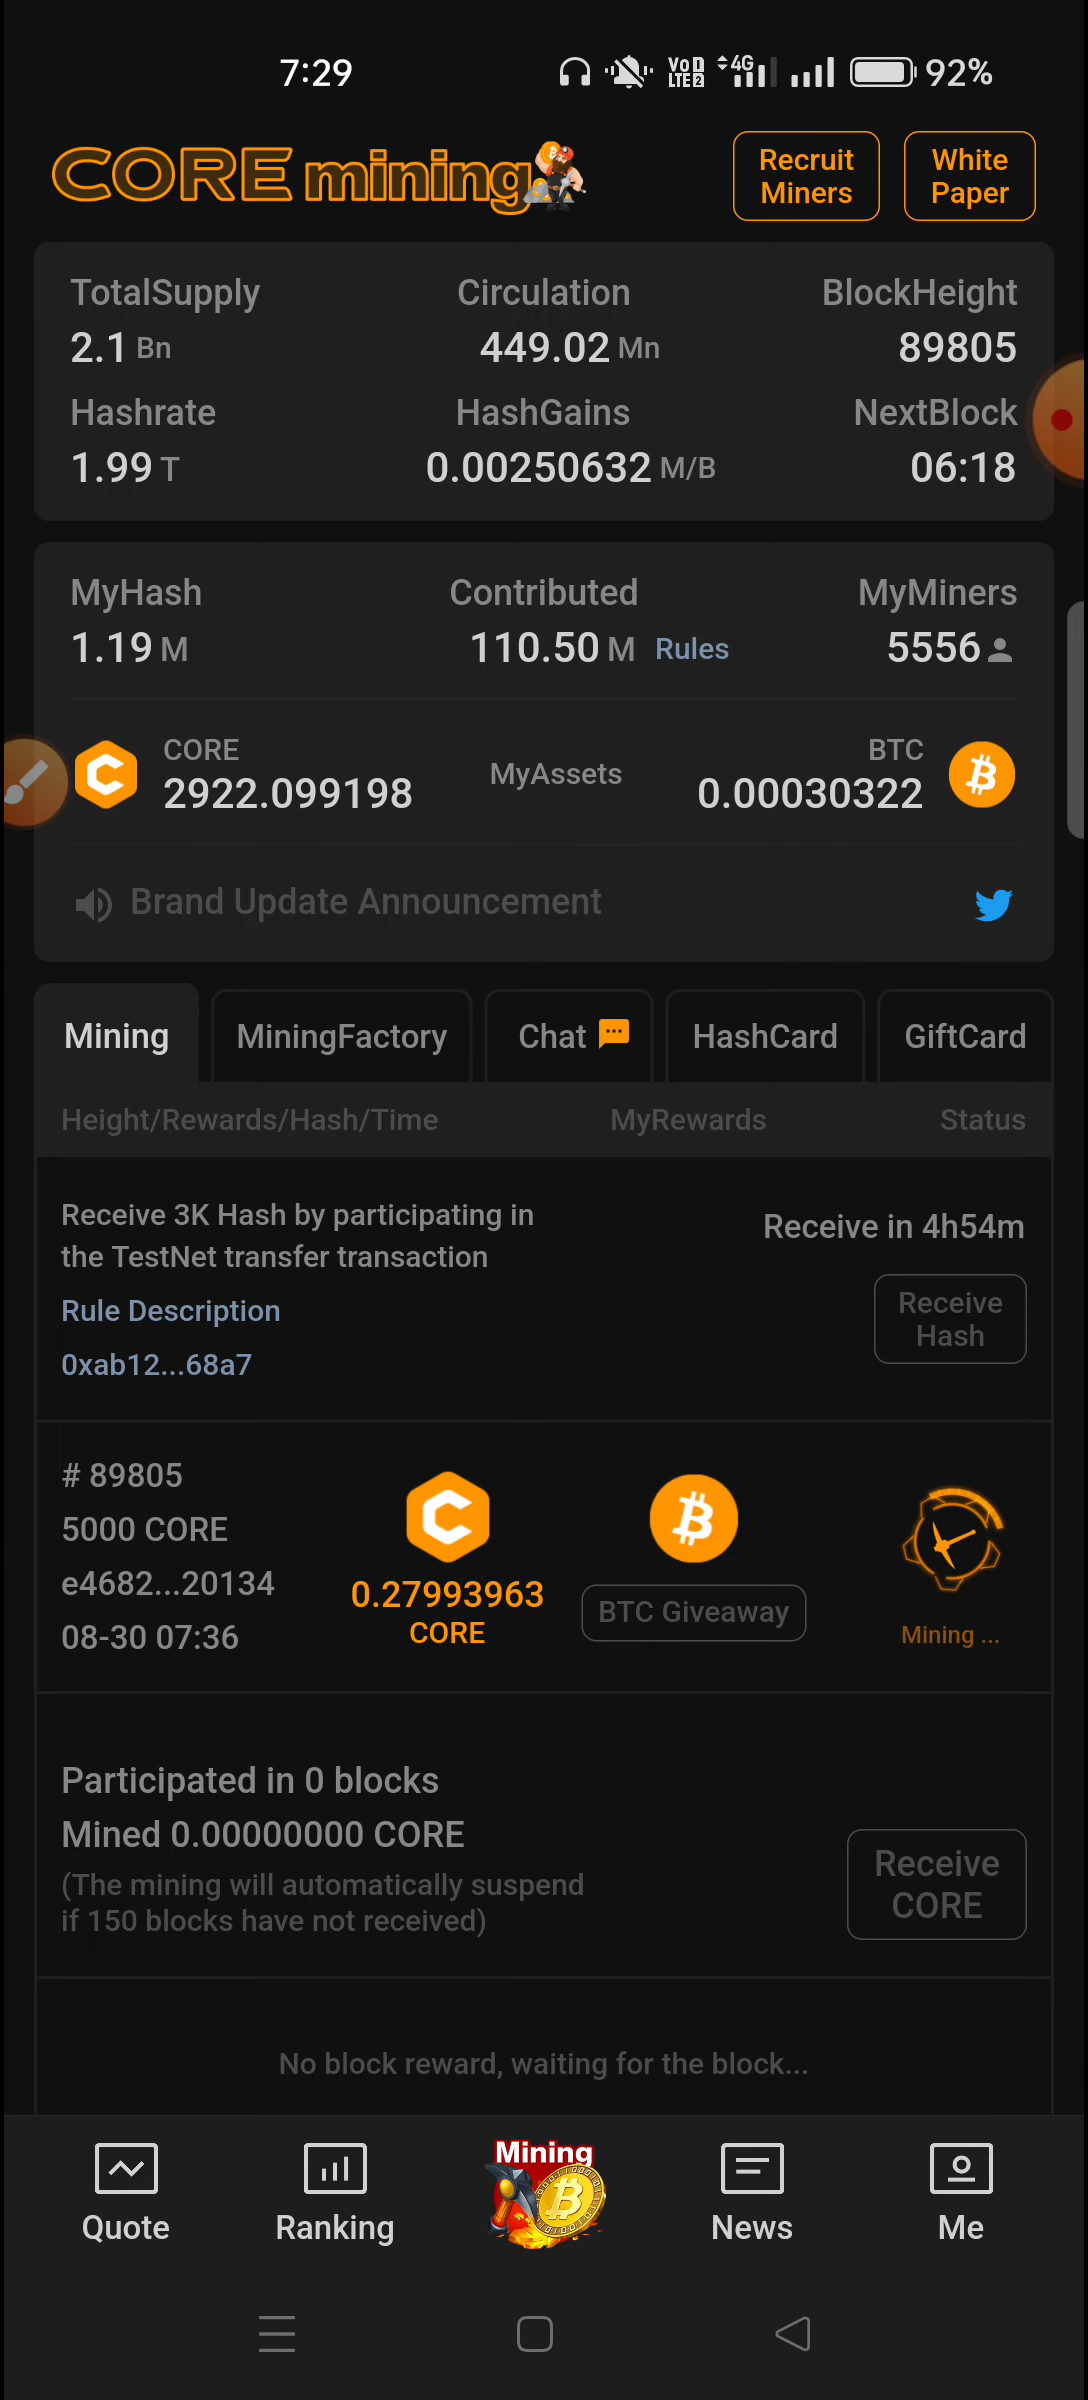 7:29
VoD LTE 2 4G 92%
CORE mining
Recruit Miners
White Paper
TotalSupply Circulation BlockHeight
2.1 Bn 449.02 Mn 89805
Hashrate HashGains NextBlock
1.99 T 0.00250632 M/B 06:18
MyHash Contributed MyMiners
1.19 M 110.50 M Rules 5556
CORE BTC
2922.099198 MyAssets 0.00030322
Brand Update Announcement
Mining MiningFactory Chat HashCard GiftCard
Height/Rewards/Hash/Time MyRewards Status
Receive 3K Hash by participating in
the TestNet transfer transaction
Rule Description
0xab12...68a7
Receive in 4h54m
Receive
Hash
# 89805
5000 CORE
e4682...20134
08-30 07:36
0.27993963
CORE
BTC Giveaway
Mining ...
Participated in 0 blocks
Mined 0.00000000 CORE
(The mining will automatically suspend
if 150 blocks have not received)
Receive
CORE
No block reward, waiting for the block...
Mining
Quote Ranking News Me